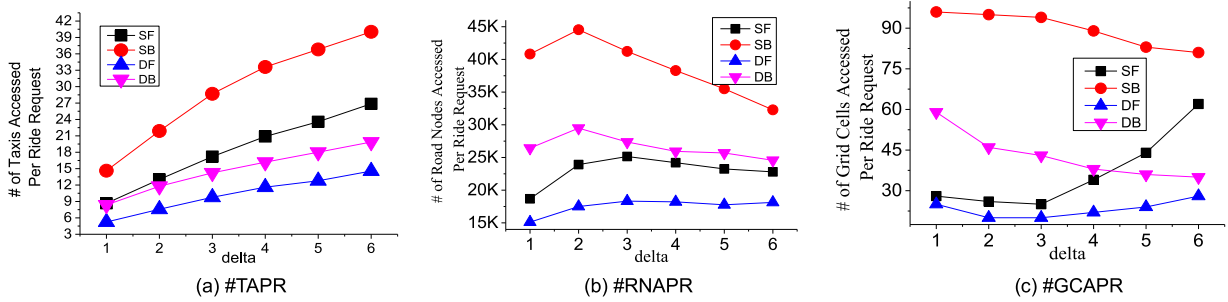 # of Taxis Accessed
Per Ride Request
42
39
36
33
30
27
24
21
18
15
12
9
6
3
SF
SB
DF
DB
1 2 3 4 5 6
delta
(a) #TAPR
# of Road Nodes Accessed
Per Ride Request
45K
40K
35K
30K
25K
20K
15K
SF
SB
DF
DB
1 2 3 4 5 6
delta
(b) #RNAPR
# of Grid Cells Accessed
Per Ride Request
90
75
60
45
30
SF
SB
DF
DB
1 2 3 4 5 6
delta
(c) #GCAPR